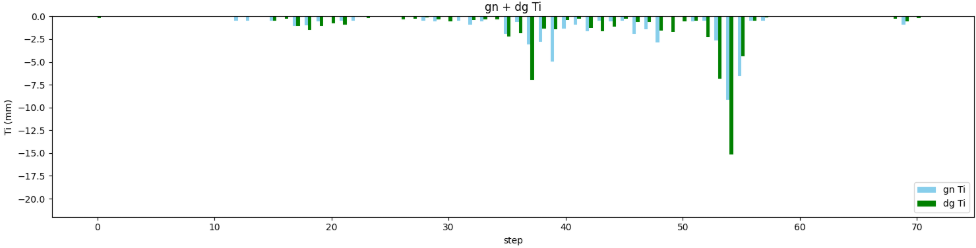 gn + dg Ti
0.0
−2.5
−5.0
−7.5
−10.0
−12.5
−15.0
−17.5
−20.0
Ti (mm)
gn Ti
dg Ti
0 10 20 30 40 50 60 70
step